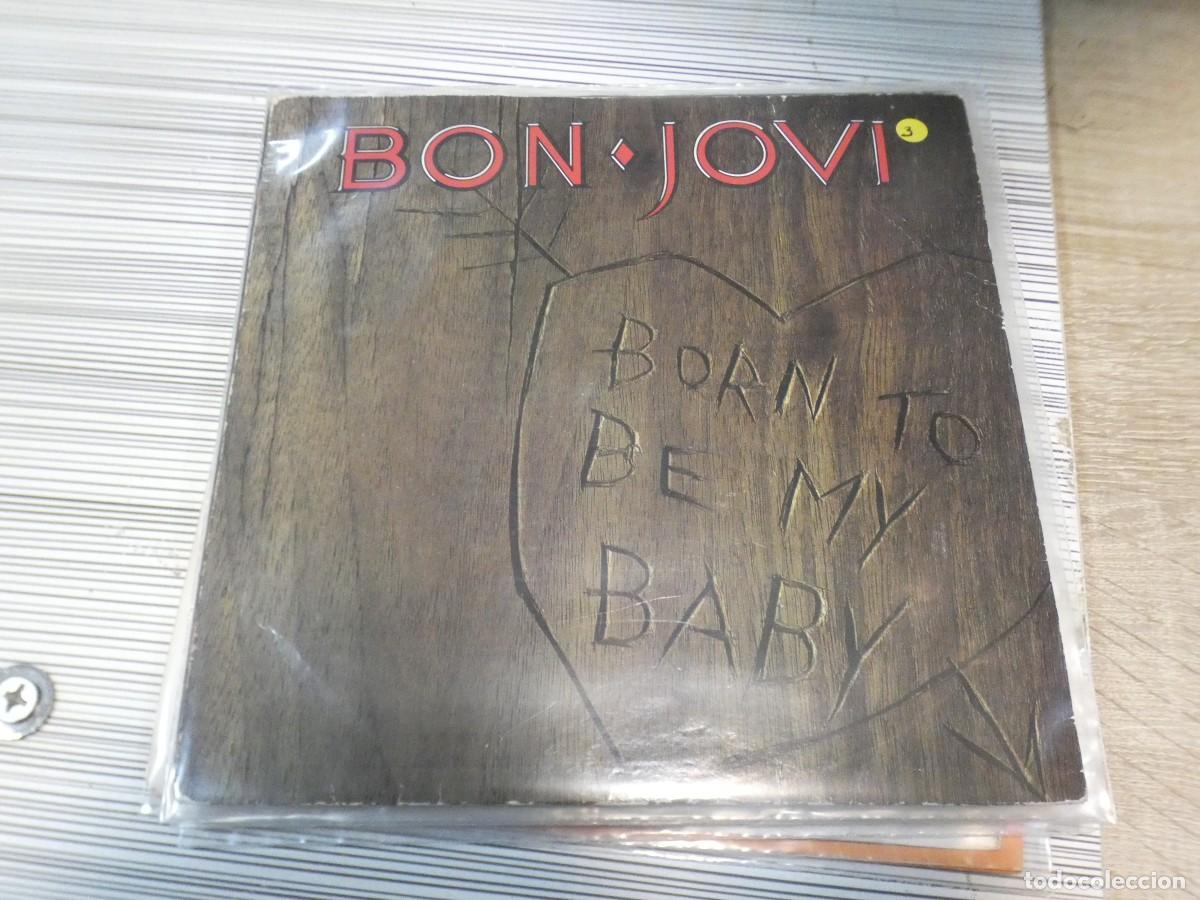 BON • JOVI
3
BORN TO
BE MY
BABY
todocoleccion